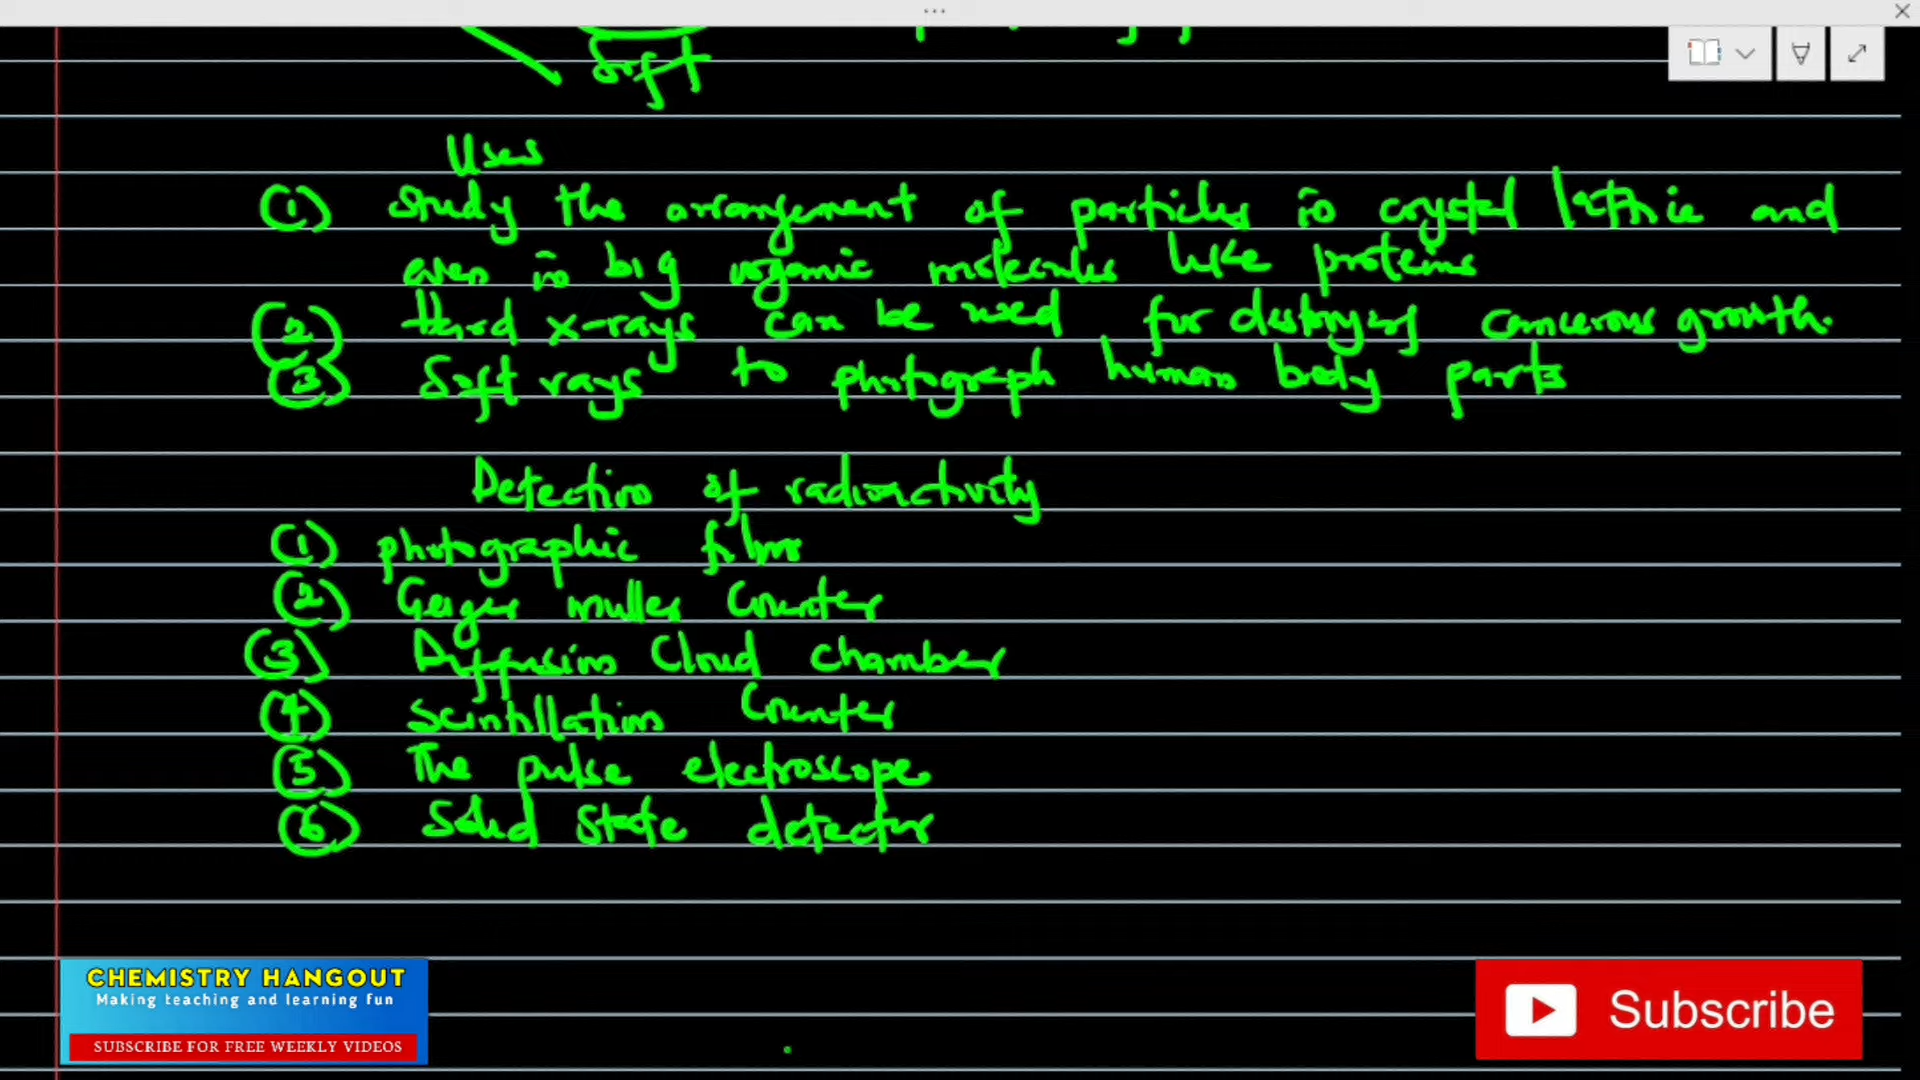 soft
Uses
(1) Study the arrangement of particles in crystal lattice and
even in big organic molecules like proteins
(2) Hard x-rays can be used for destroying cancerous growth.
(3) Soft rays to photograph human body parts
Detection of radioactivity
(1) photographic films
(2) Geiger muller Counter
(3) Diffusion Cloud chamber
(4) Scintillation Counter
(5) The pulse electroscope
(6) Solid State detector
CHEMISTRY HANGOUT
Making teaching and learning fun
SUBSCRIBE FOR FREE WEEKLY VIDEOS
Subscribe